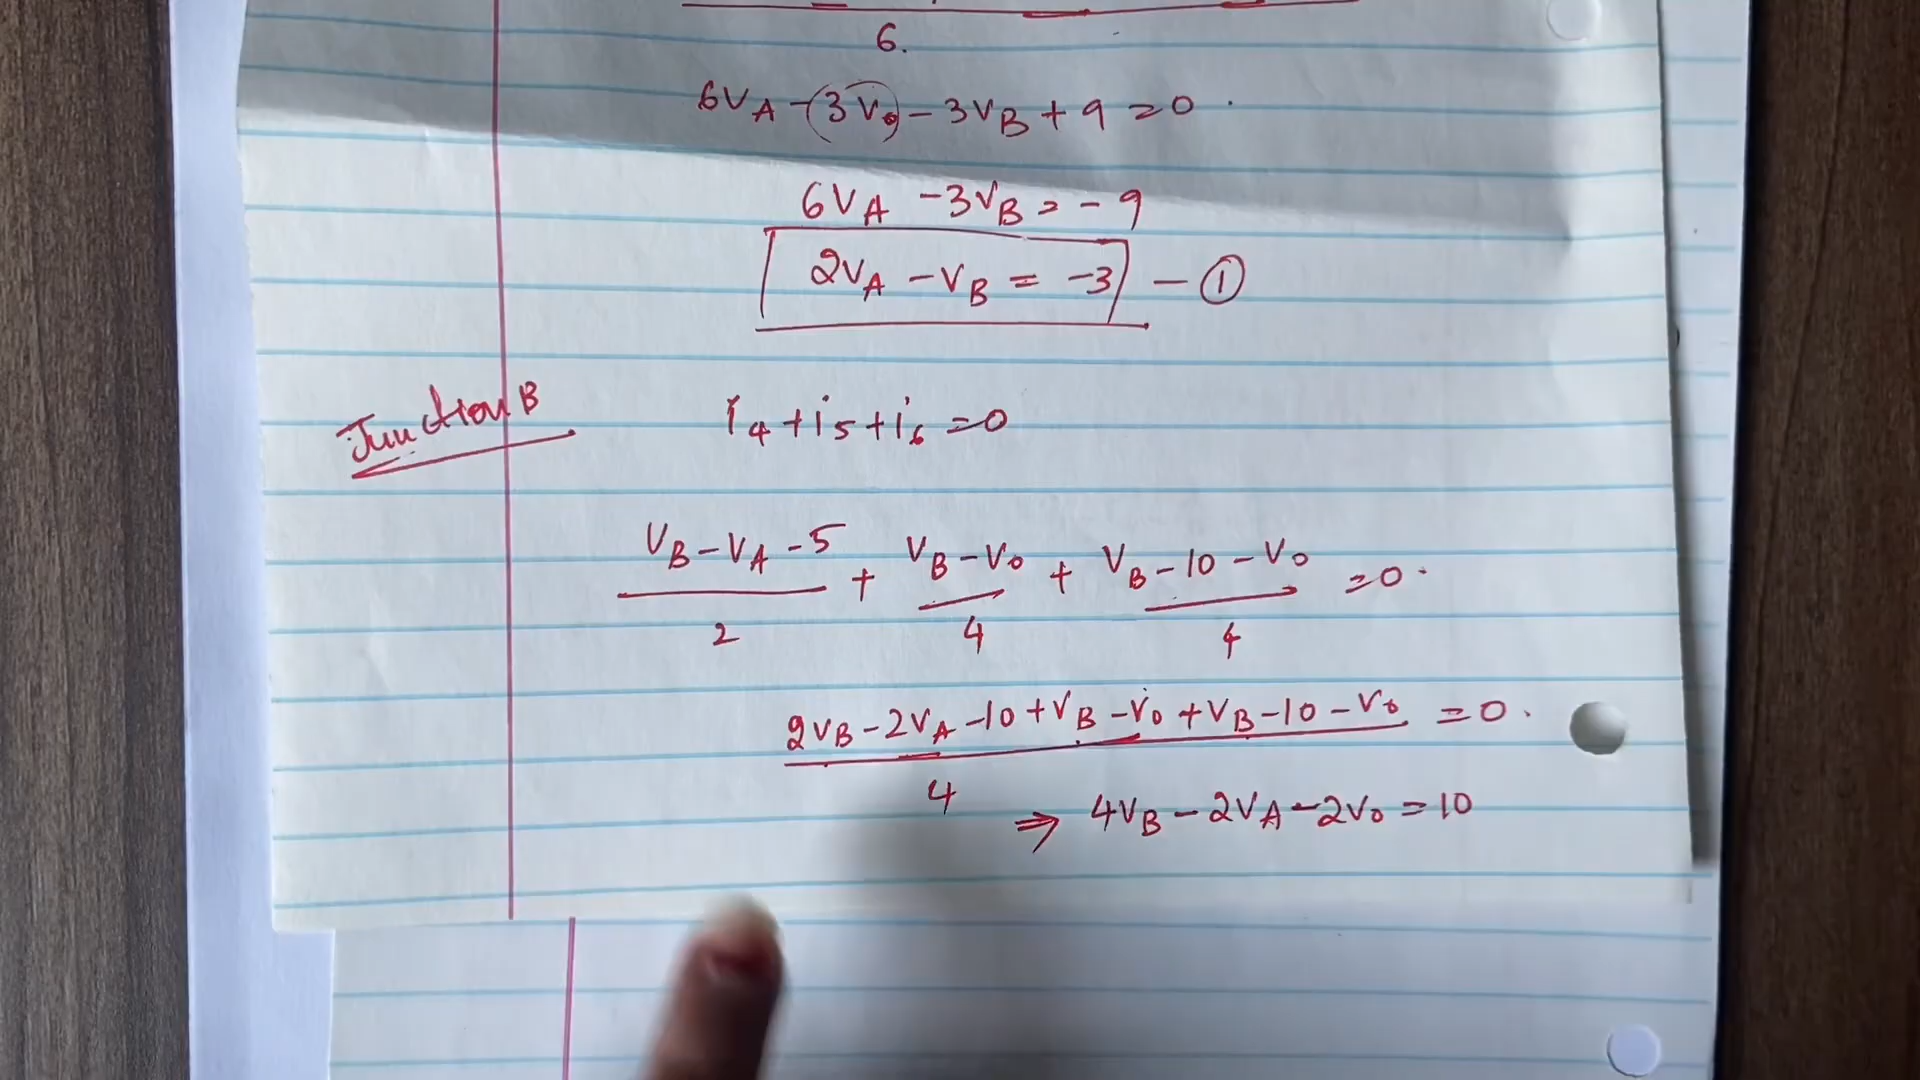 6.
6VA - 3V0 - 3VB + 9 = 0.
6VA - 3VB = -9
2VA - VB = -3 - ①
Junction B
i4 + i5 + i6 = 0
VB - VA - 5 + VB - V0 + VB - 10 - V0 = 0.
2 4 4
2VB - 2VA - 10 + VB - V0 + VB - 10 - V0 = 0.
4
⇒ 4VB - 2VA - 2V0 = 10